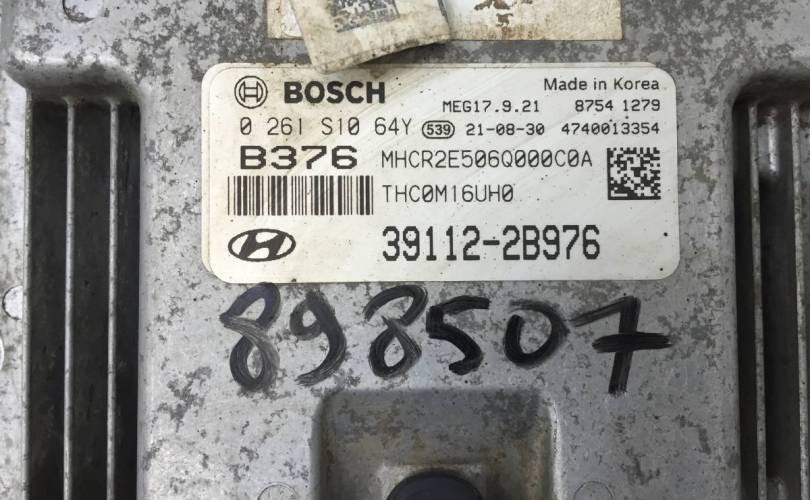 BOSCH Made in Korea
MEG17.9.21 8754 1279
0 261 S10 64Y 539 21-08-30 4740013354
B376 MHCR2E506Q000C0A
THC0M16UH0
39112-2B976
898507